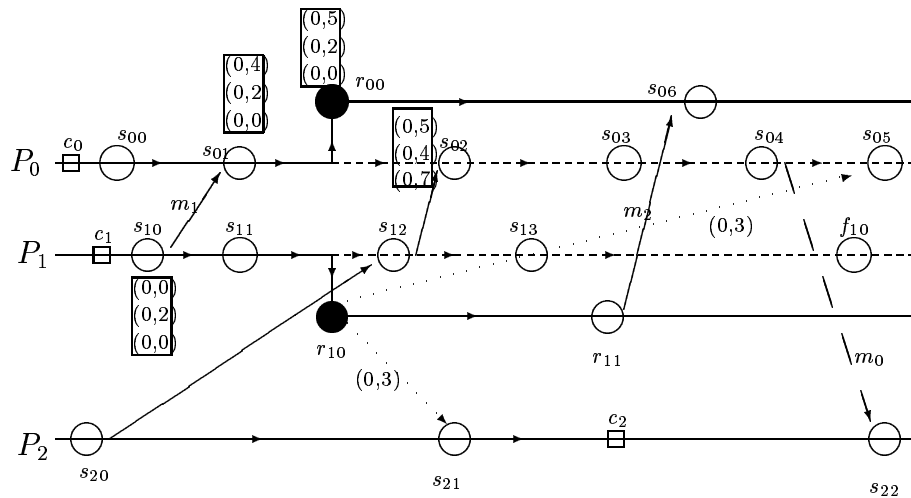 (0,5)
(0,2)
(0,0)
r00
(0,4)
(0,2)
(0,0)
s06
(0,5)
(0,4)
(0,7)
c0
s00
s01
s02
s03
s04
s05
P0
m1
m2
(0,3)
c1
s10
s11
s12
s13
f10
P1
(0,0)
(0,2)
(0,0)
r10
r11
(0,3)
m0
c2
P2
s20
s21
s22